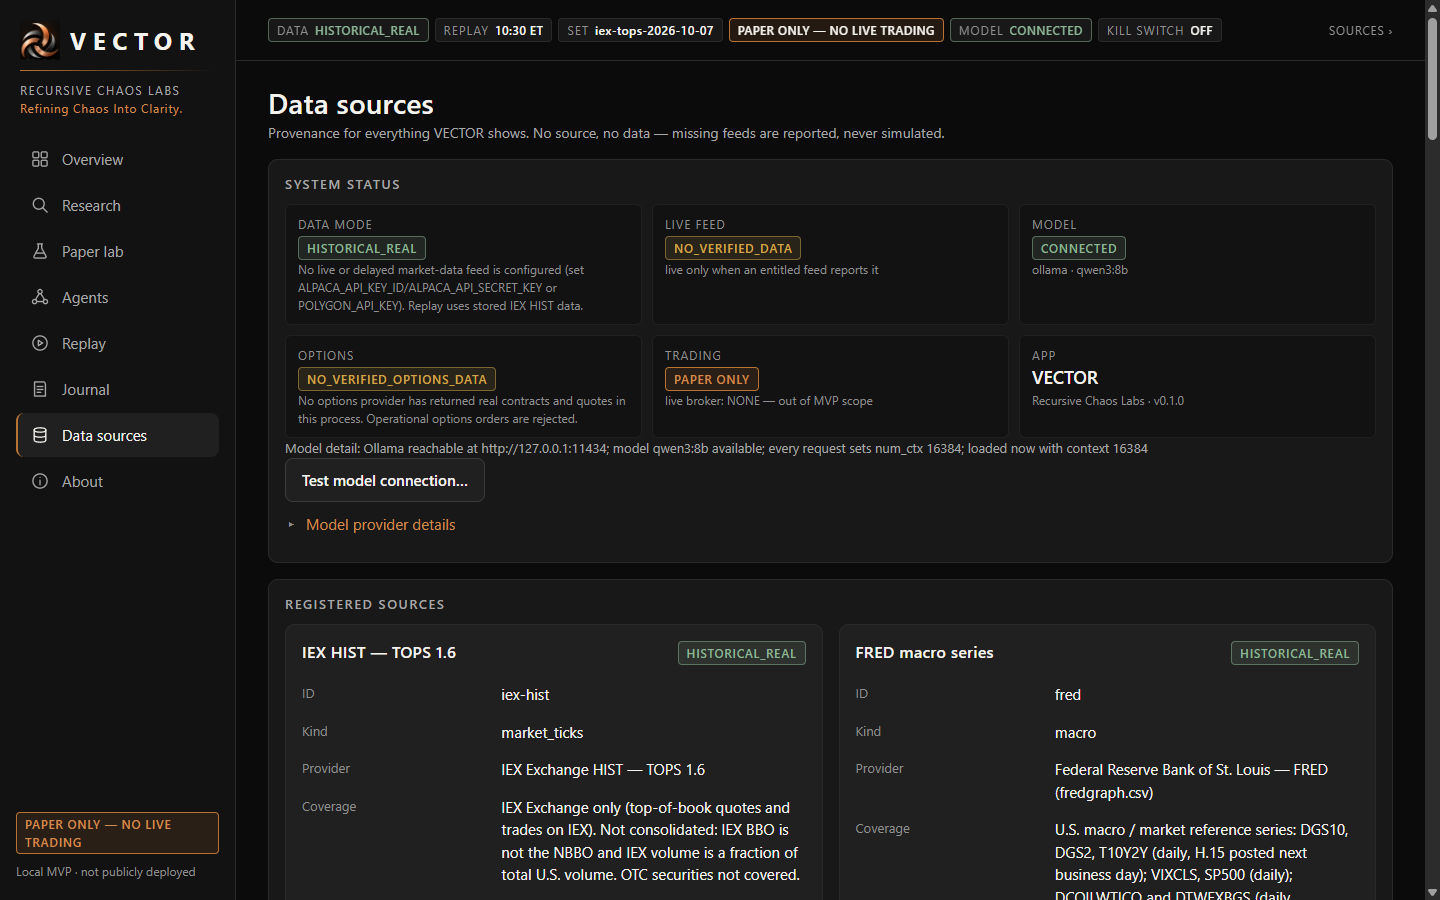 VECTOR
RECURSIVE CHAOS LABS
Refining Chaos Into Clarity.
Overview
Research
Paper lab
Agents
Replay
Journal
Data sources
About
PAPER ONLY — NO LIVE
TRADING
Local MVP · not publicly deployed
DATA HISTORICAL_REAL
REPLAY 10:30 ET
SET iex-tops-2026-10-07
PAPER ONLY — NO LIVE TRADING
MODEL CONNECTED
KILL SWITCH OFF
SOURCES ›
Data sources
Provenance for everything VECTOR shows. No source, no data — missing feeds are reported, never simulated.
SYSTEM STATUS
DATA MODE
HISTORICAL_REAL
No live or delayed market-data feed is configured (set
ALPACA_API_KEY_ID/ALPACA_API_SECRET_KEY or
POLYGON_API_KEY). Replay uses stored IEX HIST data.
LIVE FEED
NO_VERIFIED_DATA
live only when an entitled feed reports it
MODEL
CONNECTED
ollama · qwen3:8b
OPTIONS
NO_VERIFIED_OPTIONS_DATA
No options provider has returned real contracts and quotes in
this process. Operational options orders are rejected.
TRADING
PAPER ONLY
live broker: NONE — out of MVP scope
APP
VECTOR
Recursive Chaos Labs · v0.1.0
Model detail: Ollama reachable at http://127.0.0.1:11434; model qwen3:8b available; every request sets num_ctx 16384; loaded now with context 16384
Test model connection...
Model provider details
REGISTERED SOURCES
IEX HIST — TOPS 1.6
HISTORICAL_REAL
ID
iex-hist
Kind
market_ticks
Provider
IEX Exchange HIST — TOPS 1.6
Coverage
IEX Exchange only (top-of-book quotes and
trades on IEX). Not consolidated: IEX BBO is
not the NBBO and IEX volume is a fraction of
total U.S. volume. OTC securities not covered.
FRED macro series
HISTORICAL_REAL
ID
fred
Kind
macro
Provider
Federal Reserve Bank of St. Louis — FRED
(fredgraph.csv)
Coverage
U.S. macro / market reference series: DGS10,
DGS2, T10Y2Y (daily, H.15 posted next
business day); VIXCLS, SP500 (daily);
DCOILWTICO and DTWEXBGS (daily,